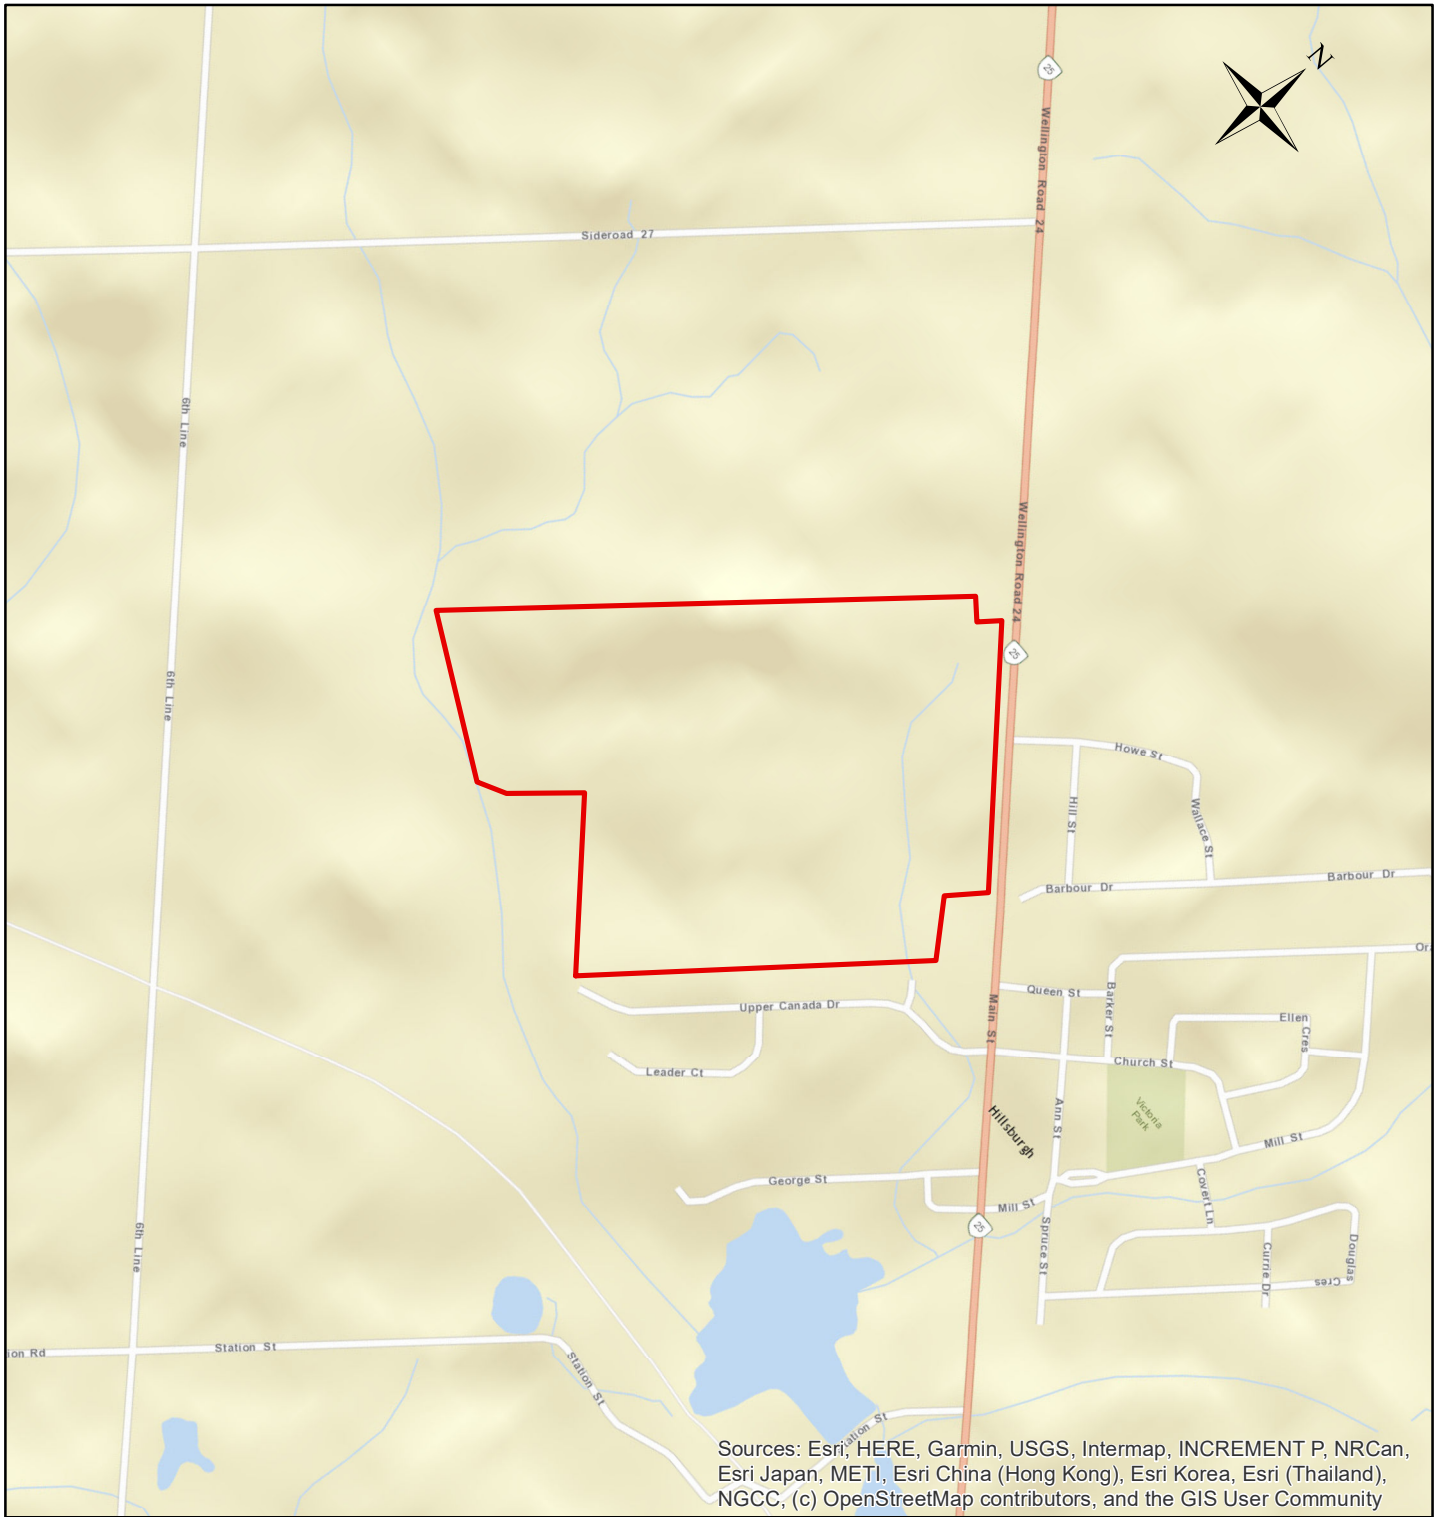 N
25
Wellington Road 24
Sideroad 27
6th Line
Wellington Road 24
25
6th Line
Howe St
Hill St
Wallace St
Barbour Dr
Barbour Dr
Queen St
Barker St
Main St
Upper Canada Dr
Ellen Cres
Church St
Leader Ct
Ann St
Victoria
Park
Hillsburgh
Mill St
George St
Covert Ln
Mill St
25
6th Line
Spruce St
Currie Dr
Douglas Cres
Station St
ion Rd
Station St
ation St
Sources: Esri, HERE, Garmin, USGS, Intermap, INCREMENT P, NRCan,
Esri Japan, METI, Esri China (Hong Kong), Esri Korea, Esri (Thailand),
NGCC, (c) OpenStreetMap contributors, and the GIS User Community